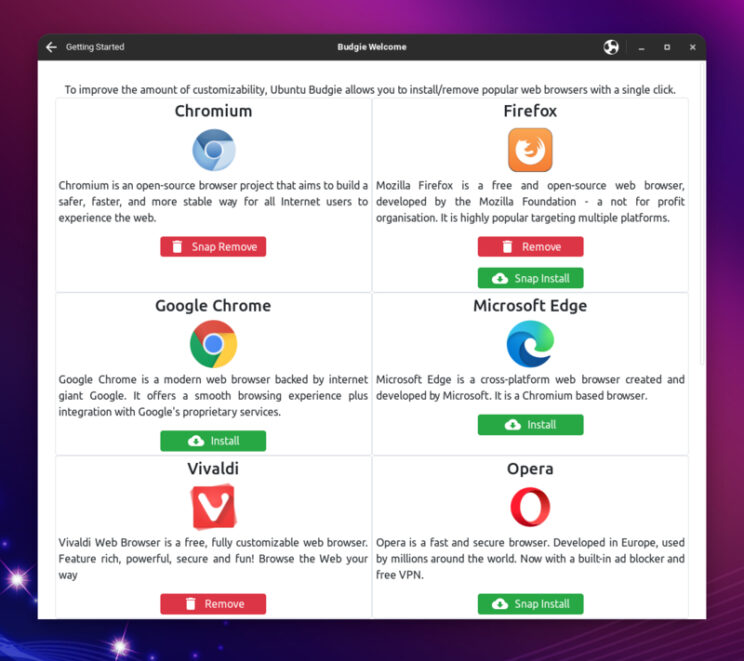 Getting Started
Budgie Welcome
To improve the amount of customizability, Ubuntu Budgie allows you to install/remove popular web browsers with a single click.
Chromium
Chromium is an open-source browser project that aims to build a
safer, faster, and more stable way for all Internet users to
experience the web.
Snap Remove
Firefox
Mozilla Firefox is a free and open-source web browser,
developed by the Mozilla Foundation - a not for profit
organisation. It is highly popular targeting multiple platforms.
Remove
Snap Install
Google Chrome
Google Chrome is a modern web browser backed by internet
giant Google. It offers a smooth browsing experience plus
integration with Google's proprietary services.
Install
Microsoft Edge
Microsoft Edge is a cross-platform web browser created and
developed by Microsoft. It is a Chromium based browser.
Install
Vivaldi
Vivaldi Web Browser is a free, fully customizable web browser.
Feature rich, powerful, secure and fun! Browse the Web your
way
Remove
Opera
Opera is a fast and secure browser. Developed in Europe, used
by millions around the world. Now with a built-in ad blocker and
free VPN.
Snap Install